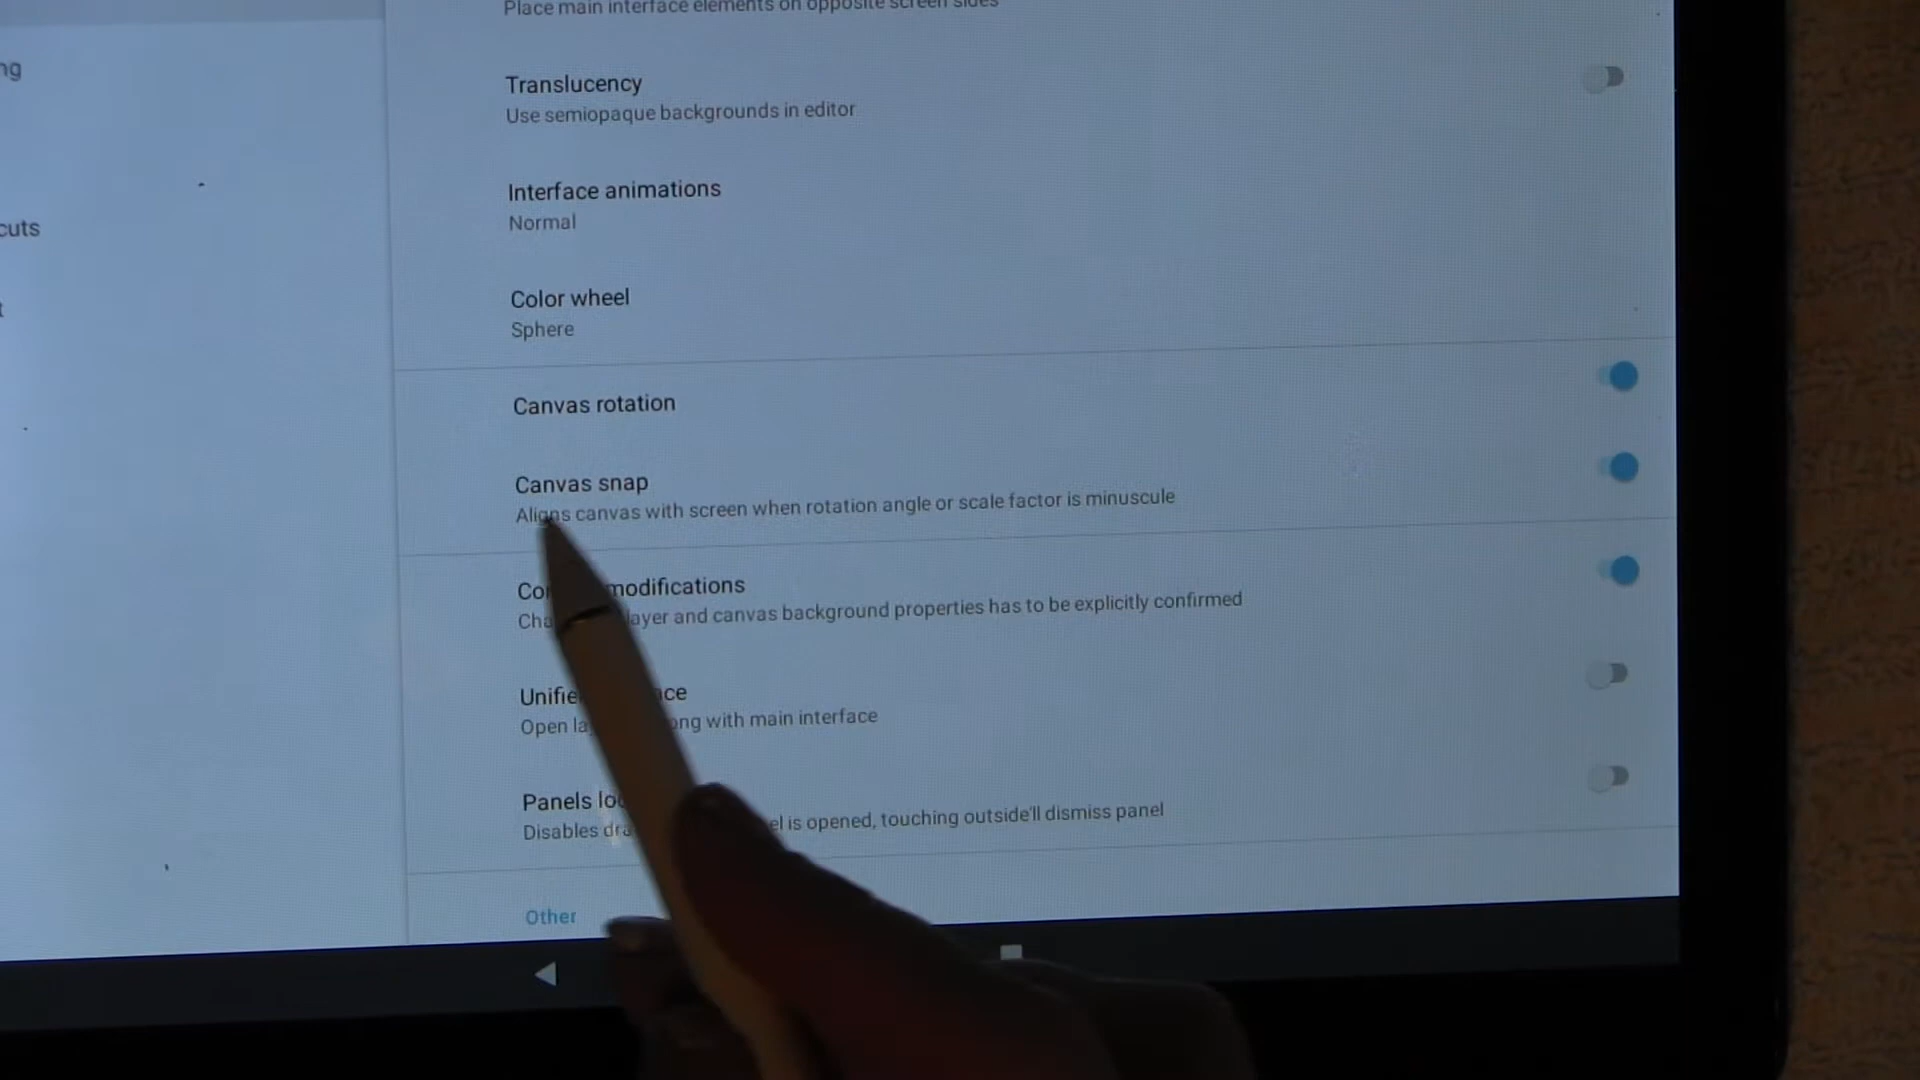 Place main interface elements on opposite screen sides
ng
Translucency
Use semiopaque backgrounds in editor
Interface animations
Normal
cuts
Color wheel
Sphere
t
Canvas rotation
Canvas snap
Aligns canvas with screen when rotation angle or scale factor is minuscule
Co modifications
Cha layer and canvas background properties has to be explicitly confirmed
Unifie ce
Open la ong with main interface
Panels lo
Disables dra el is opened, touching outside'll dismiss panel
Other